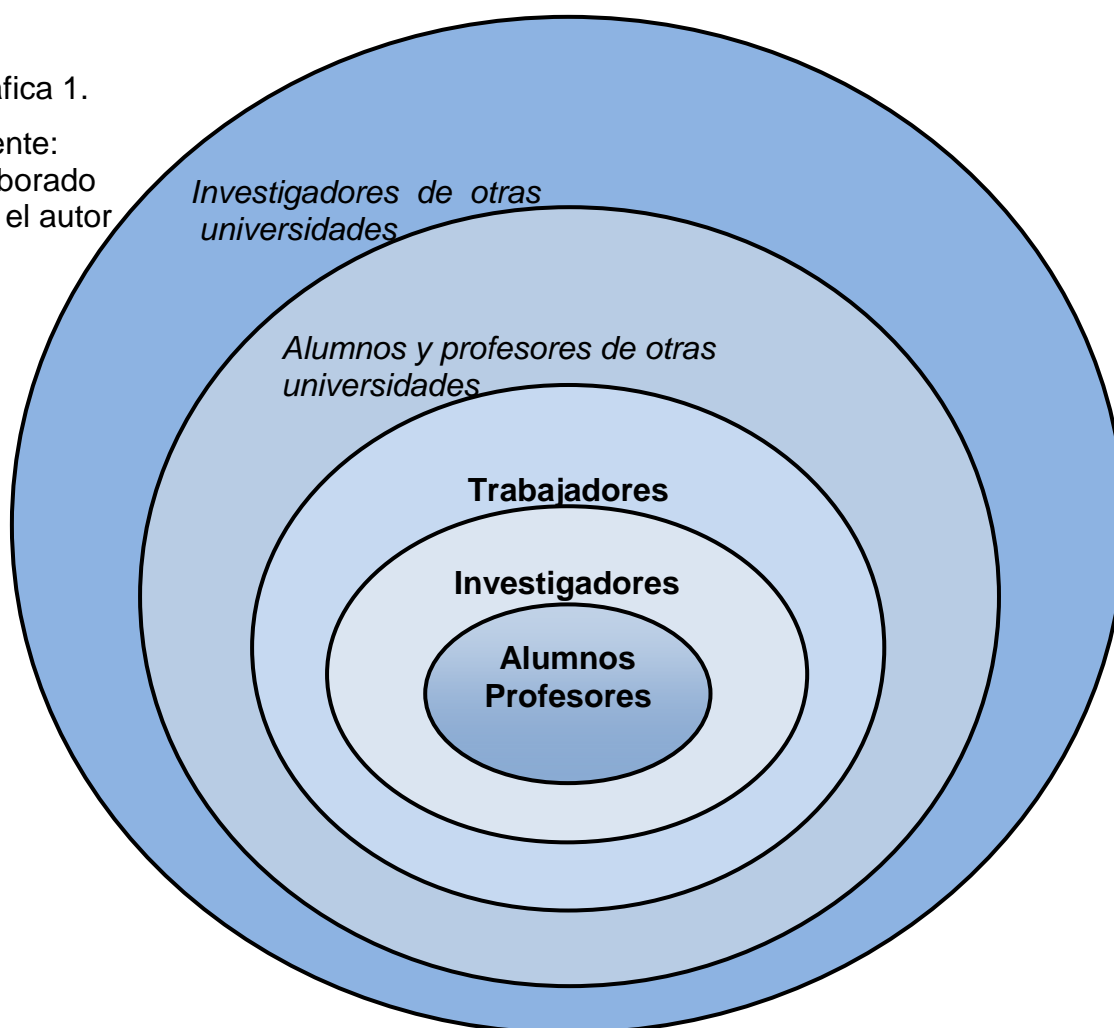 áfica 1.
ente:
borado
el autor
Investigadores de otras
universidades
Alumnos y profesores de otras
universidades
Trabajadores
Investigadores
Alumnos
Profesores